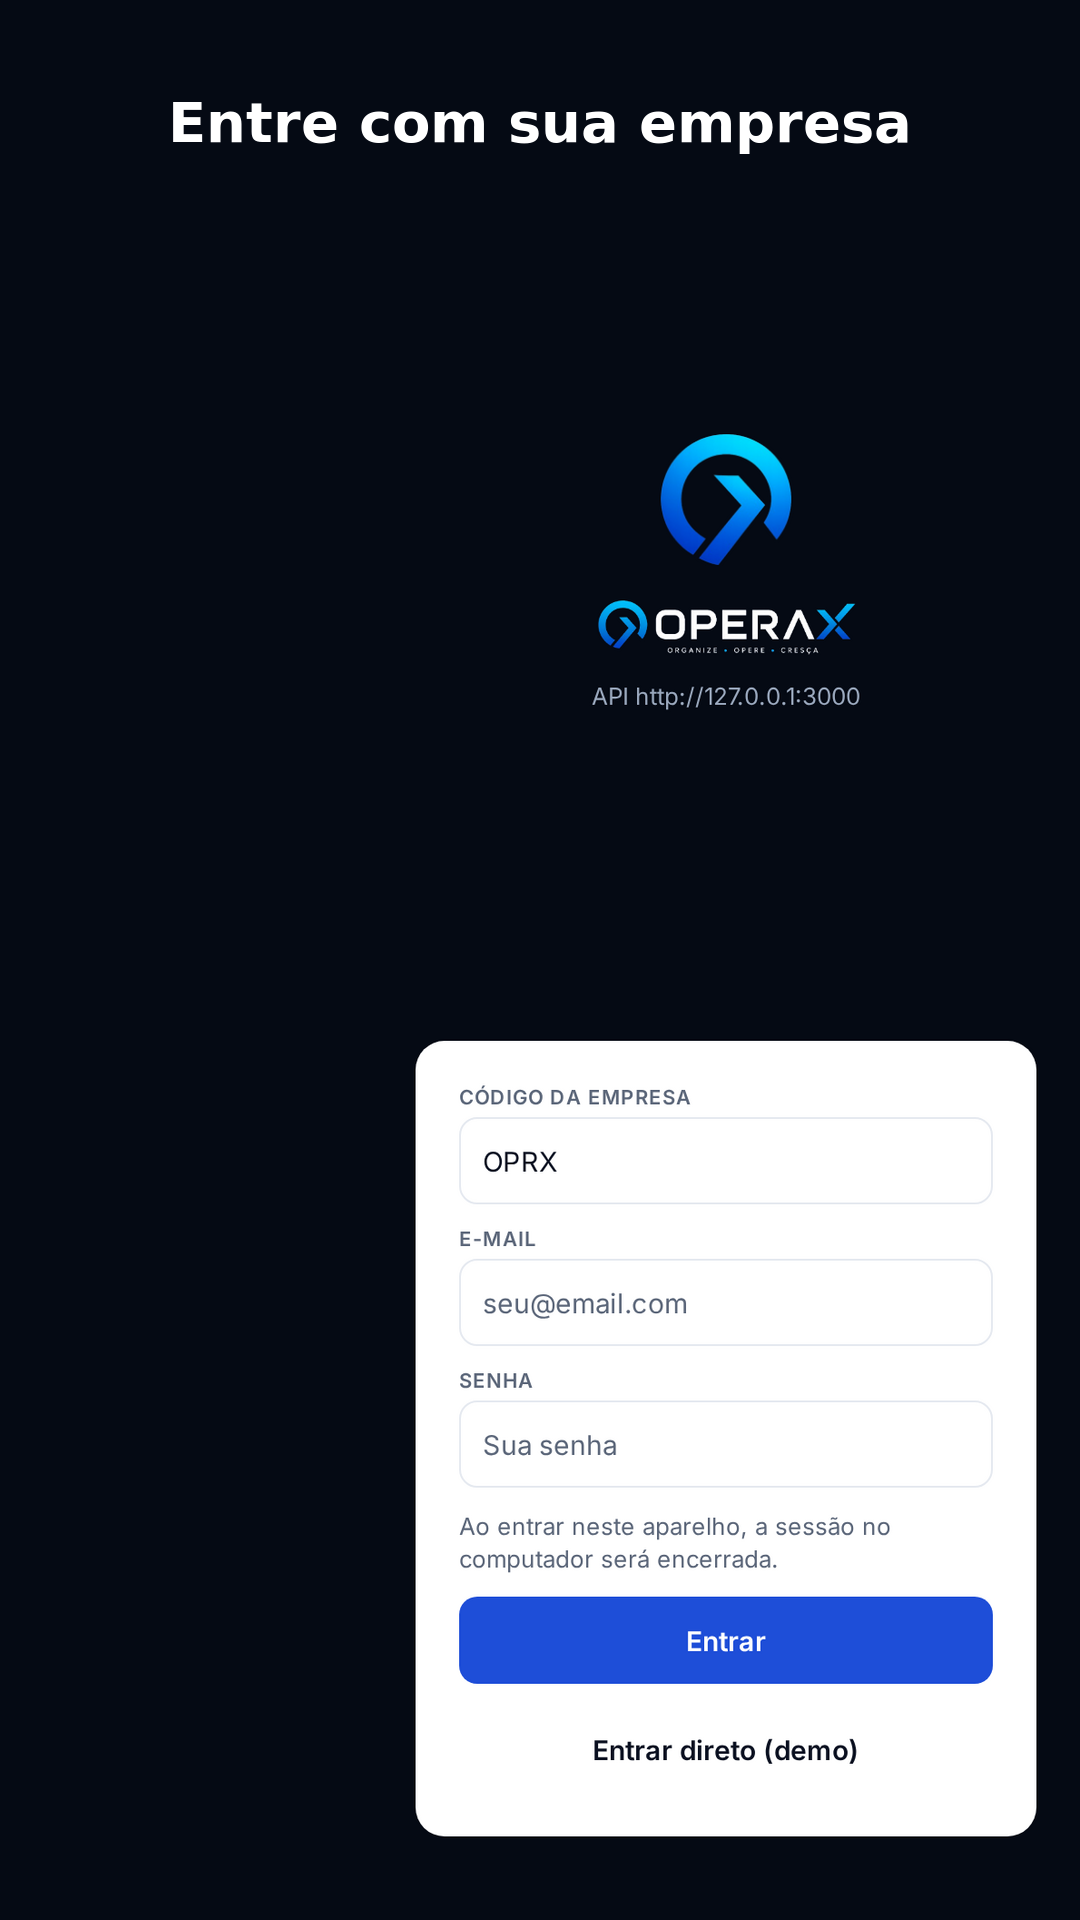 Entre com sua empresa
OPERAX
ORGANIZE • OPERE • CRESÇA
API http://127.0.0.1:3000
CÓDIGO DA EMPRESA
OPRX
E-MAIL
seu@email.com
SENHA
Sua senha
Ao entrar neste aparelho, a sessão no
computador será encerrada.
Entrar
Entrar direto (demo)